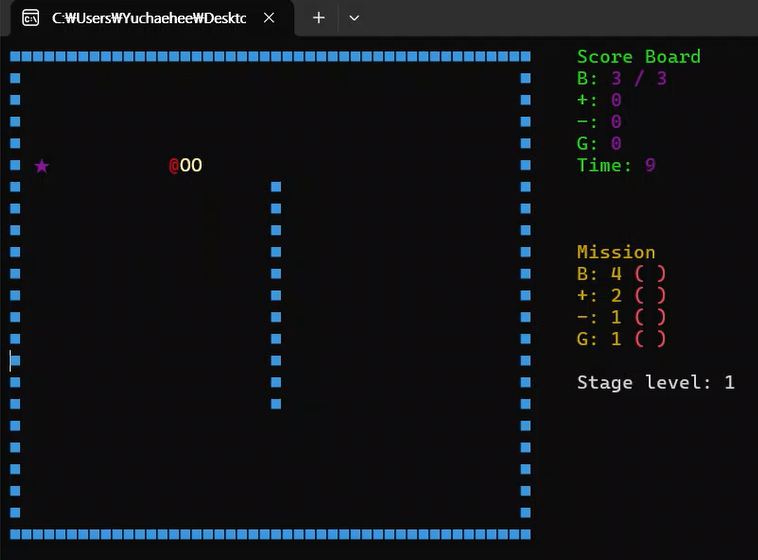 C:₩Users₩Yuchaehee₩Deskto
★ @OO
Score Board
B: 3 / 3
+: 0
-: 0
G: 0
Time: 9
Mission
B: 4 ( )
+: 2 ( )
-: 1 ( )
G: 1 ( )
Stage level: 1